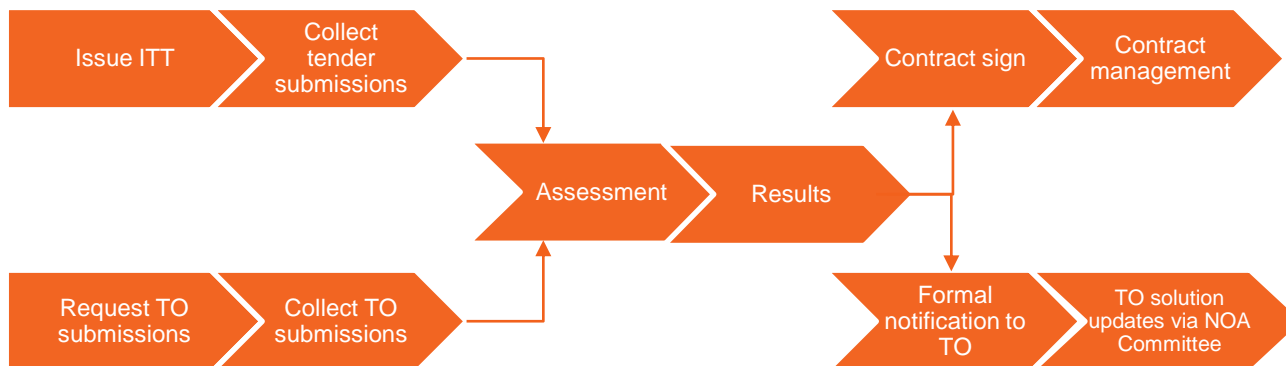 Issue ITT
Collect
tender
submissions
Contract sign
Contract
management
Assessment
Results
Request TO
submissions
Collect TO
submissions
Formal
notification to
TO
TO solution
updates via NOA
Committee